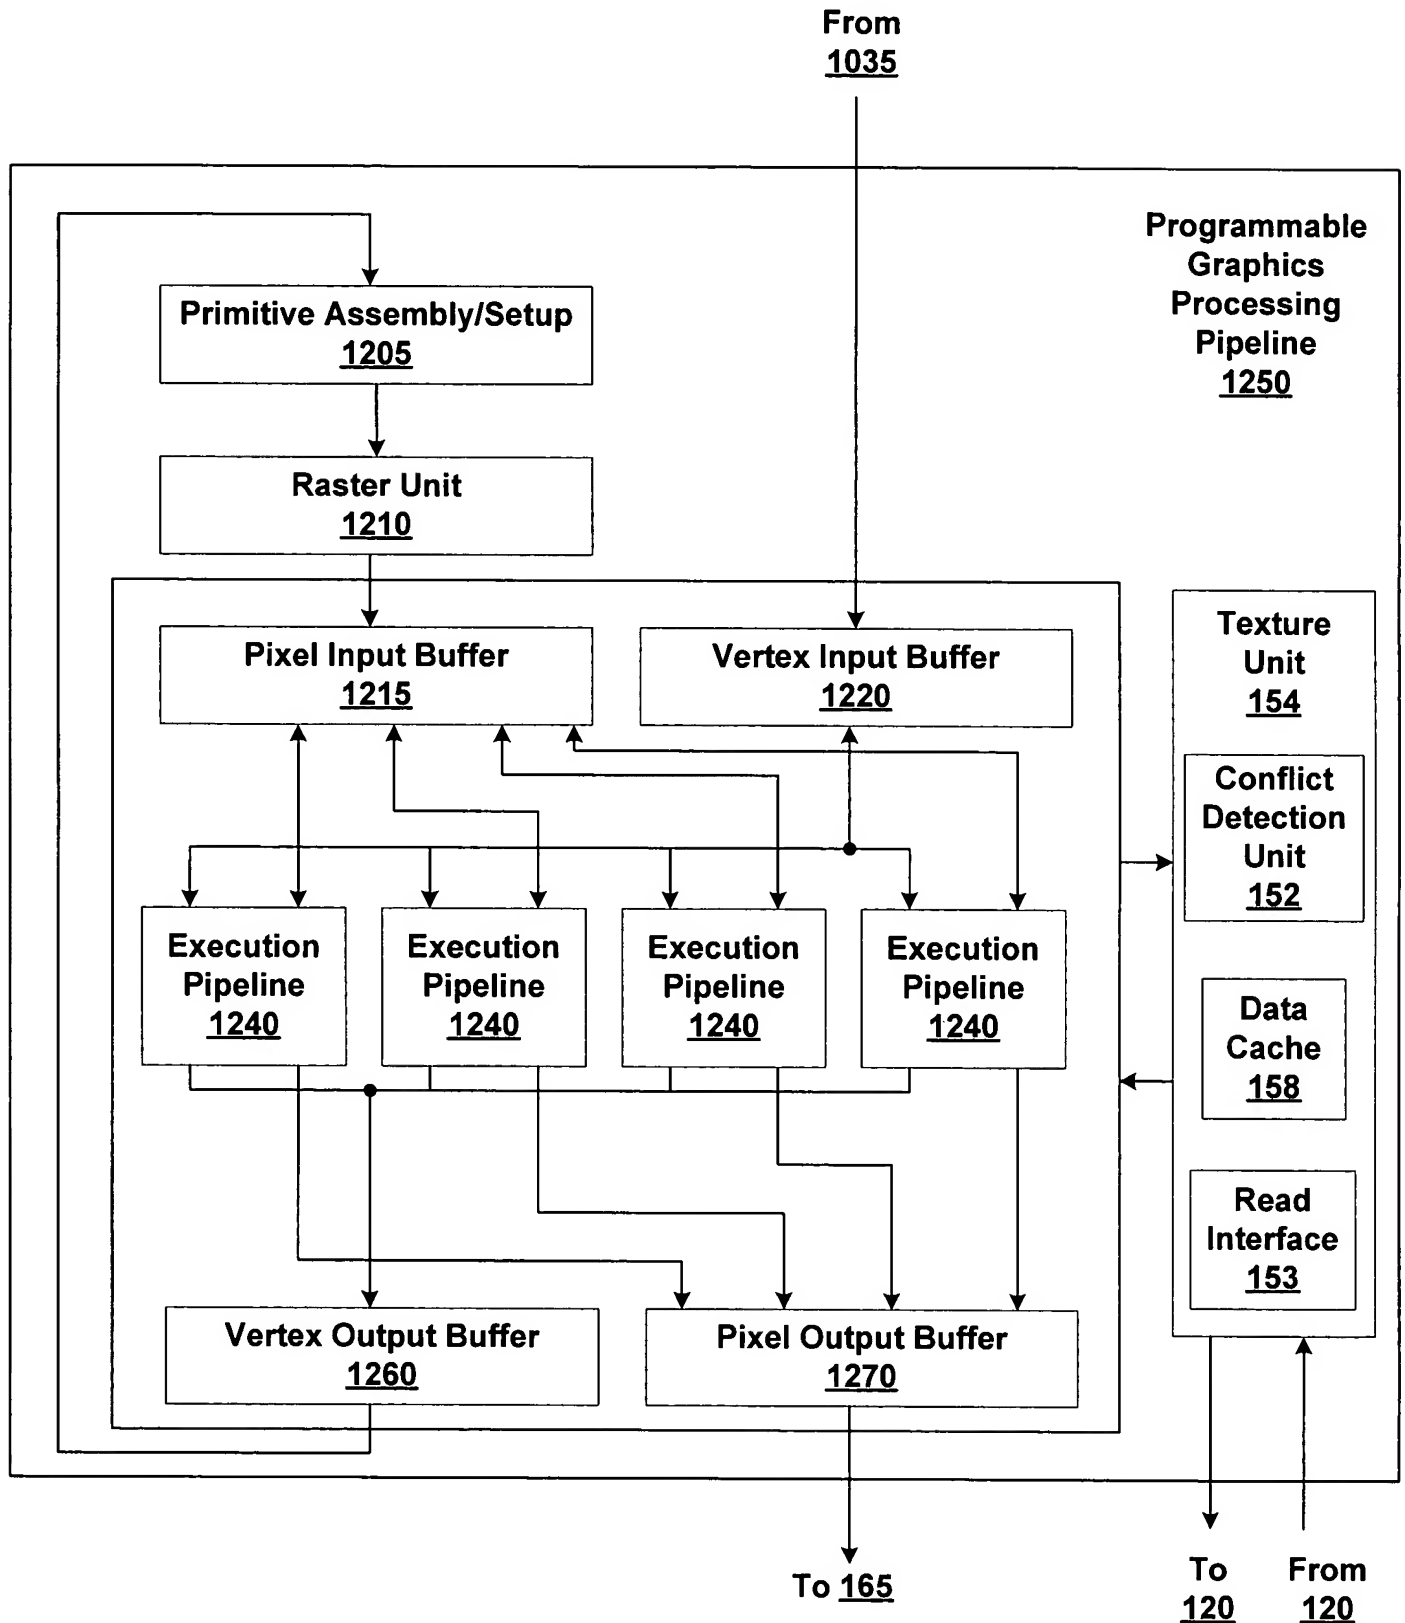 From
1035
Programmable
Graphics
Processing
Pipeline
1250
Primitive Assembly/Setup
1205
Raster Unit
1210
Pixel Input Buffer
1215
Vertex Input Buffer
1220
Texture
Unit
154
Conflict
Detection
Unit
152
Execution
Pipeline
1240
Execution
Pipeline
1240
Execution
Pipeline
1240
Execution
Pipeline
1240
Data
Cache
158
Read
Interface
153
Vertex Output Buffer
1260
Pixel Output Buffer
1270
To 165
To
120
From
120